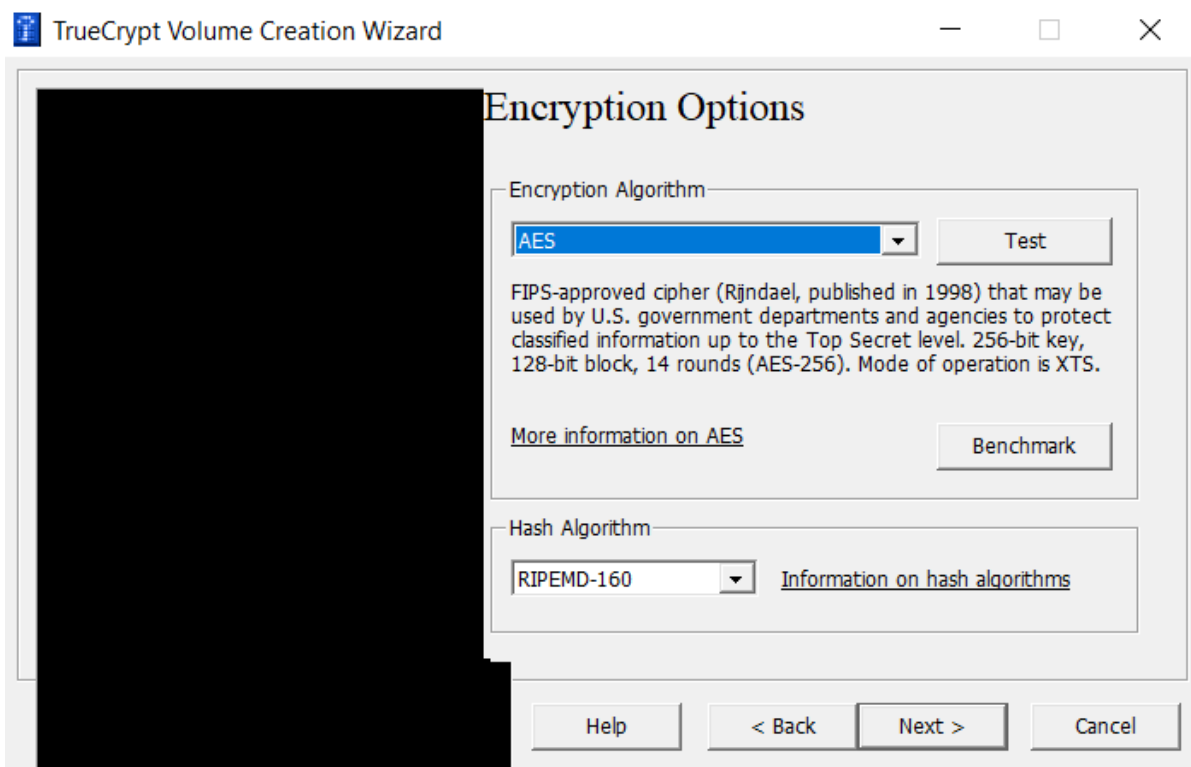 TrueCrypt Volume Creation Wizard
Encryption Options
Encryption Algorithm
AES
Test
FIPS-approved cipher (Rijndael, published in 1998) that may be
used by U.S. government departments and agencies to protect
classified information up to the Top Secret level. 256-bit key,
128-bit block, 14 rounds (AES-256). Mode of operation is XTS.
More information on AES
Benchmark
Hash Algorithm
RIPEMD-160
Information on hash algorithms
Help
< Back
Next >
Cancel